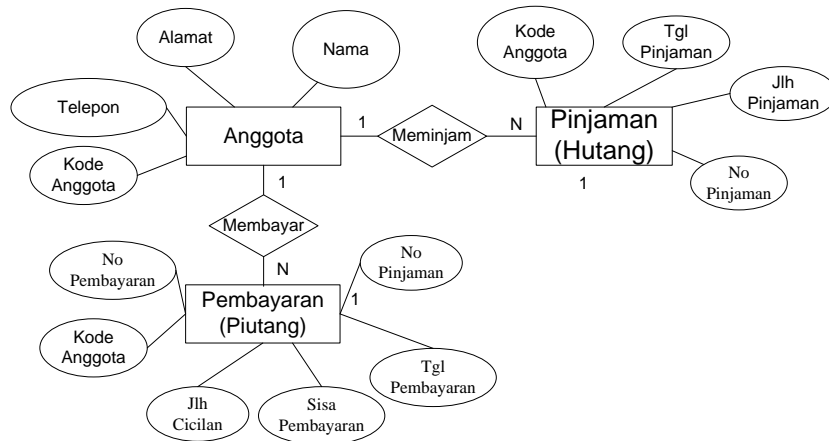 Alamat
Nama
Kode
Anggota
Tgl
Pinjaman
Jlh
Pinjaman
Telepon
Anggota
1
Meminjam
N
Pinjaman
(Hutang)
Kode
Anggota
1
1
No
Pinjaman
Membayar
No
Pembayaran
N
No
Pinjaman
Pembayaran
(Piutang)
1
Kode
Anggota
Tgl
Pembayaran
Jlh
Cicilan
Sisa
Pembayaran